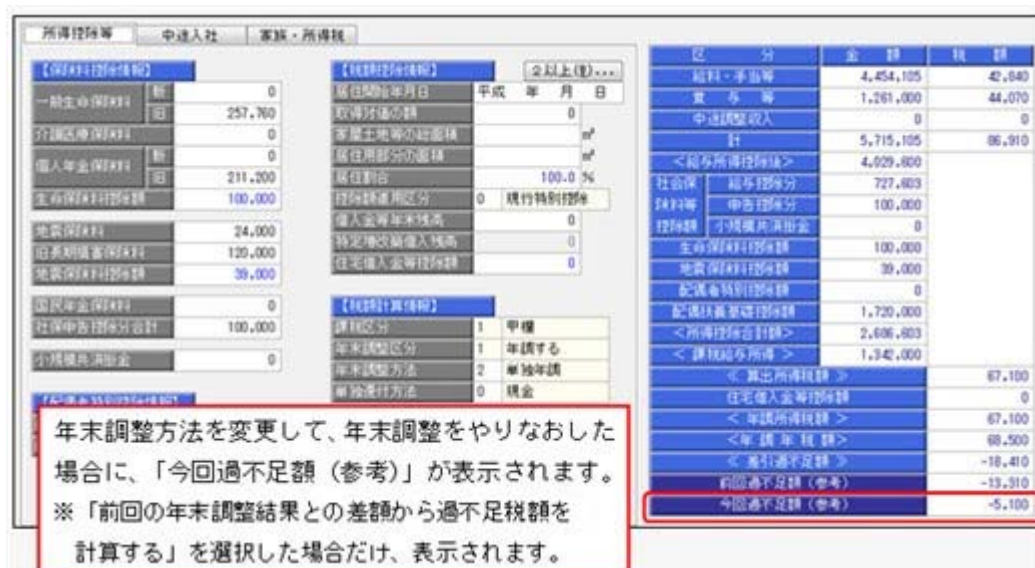 所得控除等 中途入社 家族・所得税
【保険料控除情報】
一般生命保険料 新 0
旧 257,760
介護医療保険料 0
個人年金保険料 新 0
旧 211,200
生命保険料控除額 100,000
地震保険料 24,000
旧長期損害保険料 120,000
地震保険料控除額 39,000
国民年金保険料 0
社保申告控除分合計 100,000
小規模共済掛金 0
【配偶者特別控除情報】
【税額控除情報】 2以上(E)...
居住開始年月日 平成 年 月 日
取得対価の額 0
家屋土地等の総面積 ㎡
居住用部分の面積 ㎡
居住割合 100.0 %
控除額適用区分 0 現行特別控除
借入金等年末残高 0
特定増改築借入残高 0
住宅借入金等控除額 0
【税額計算情報】
課税区分 1 甲欄
年末調整区分 1 年調する
年末調整方法 2 単独年調
単独還付方法 0 現金
区 分 金 額 税 額
給料・手当等 4,454,105 42,840
賞 与 等 1,261,000 44,070
中途調整収入 0 0
計 5,715,105 86,910
<給与所得控除後> 4,029,600
社会保険料等控除額 給与控除分 727,603
申告控除分 100,000
小規模共済掛金 0
生命保険料控除額 100,000
地震保険料控除額 39,000
配偶者特別控除額 0
配偶扶養基礎控除額 1,720,000
<所得控除合計額> 2,686,603
< 課税給与所得 > 1,342,000
< 算出所得税額 > 67,100
住宅借入金等控除額 0
< 年調所得税額 > 67,100
<年 調 年 税 額> 68,500
< 差引過不足額 > -18,410
前回過不足額(参考) -13,310
今回過不足額(参考) -5,100
年末調整方法を変更して、年末調整をやりなおした
場合に、「今回過不足額(参考)」が表示されます。
※「前回の年末調整結果との差額から過不足税額を
計算する」を選択した場合だけ、表示されます。